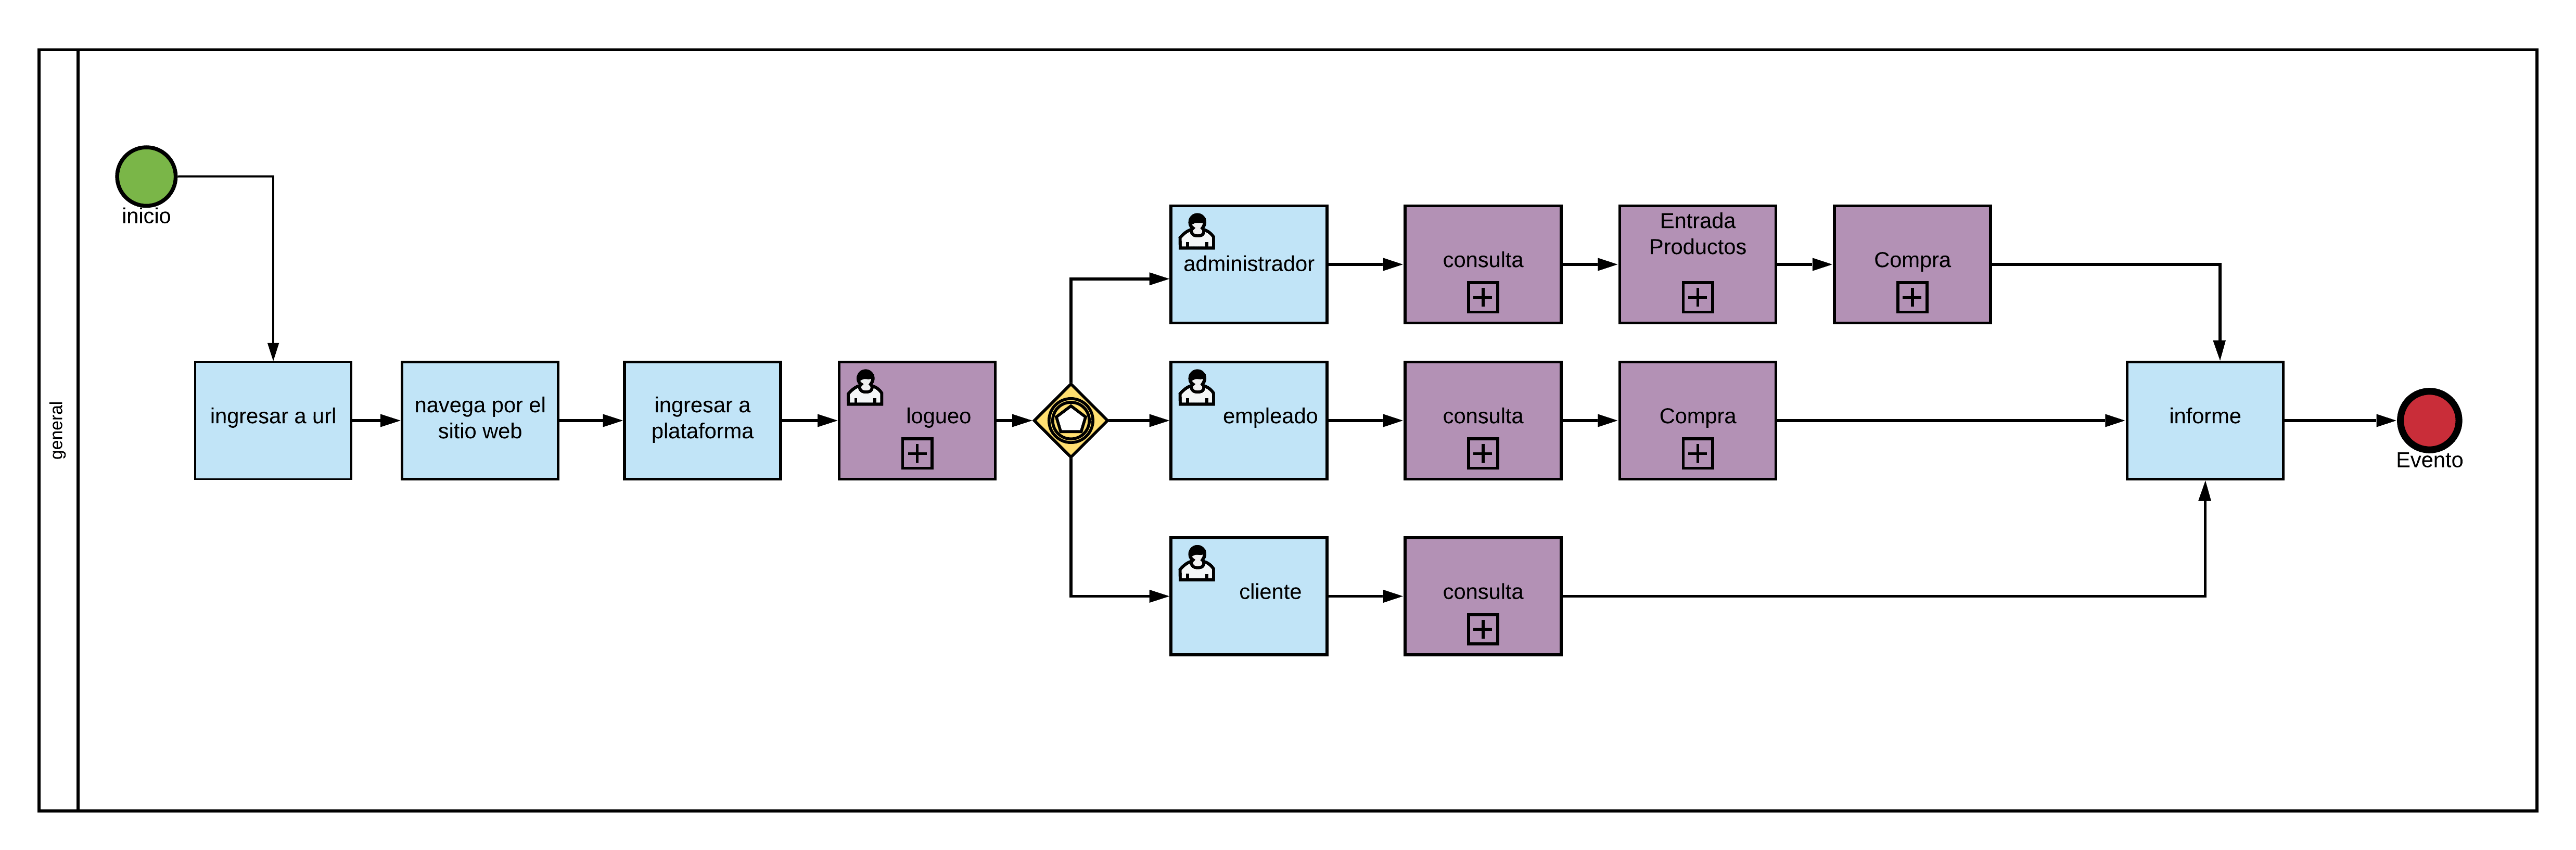 general
inicio
ingresar a url
navega por el
sitio web
ingresar a
plataforma
logueo
administrador
consulta
Entrada
Productos
Compra
empleado
consulta
Compra
cliente
consulta
informe
Evento